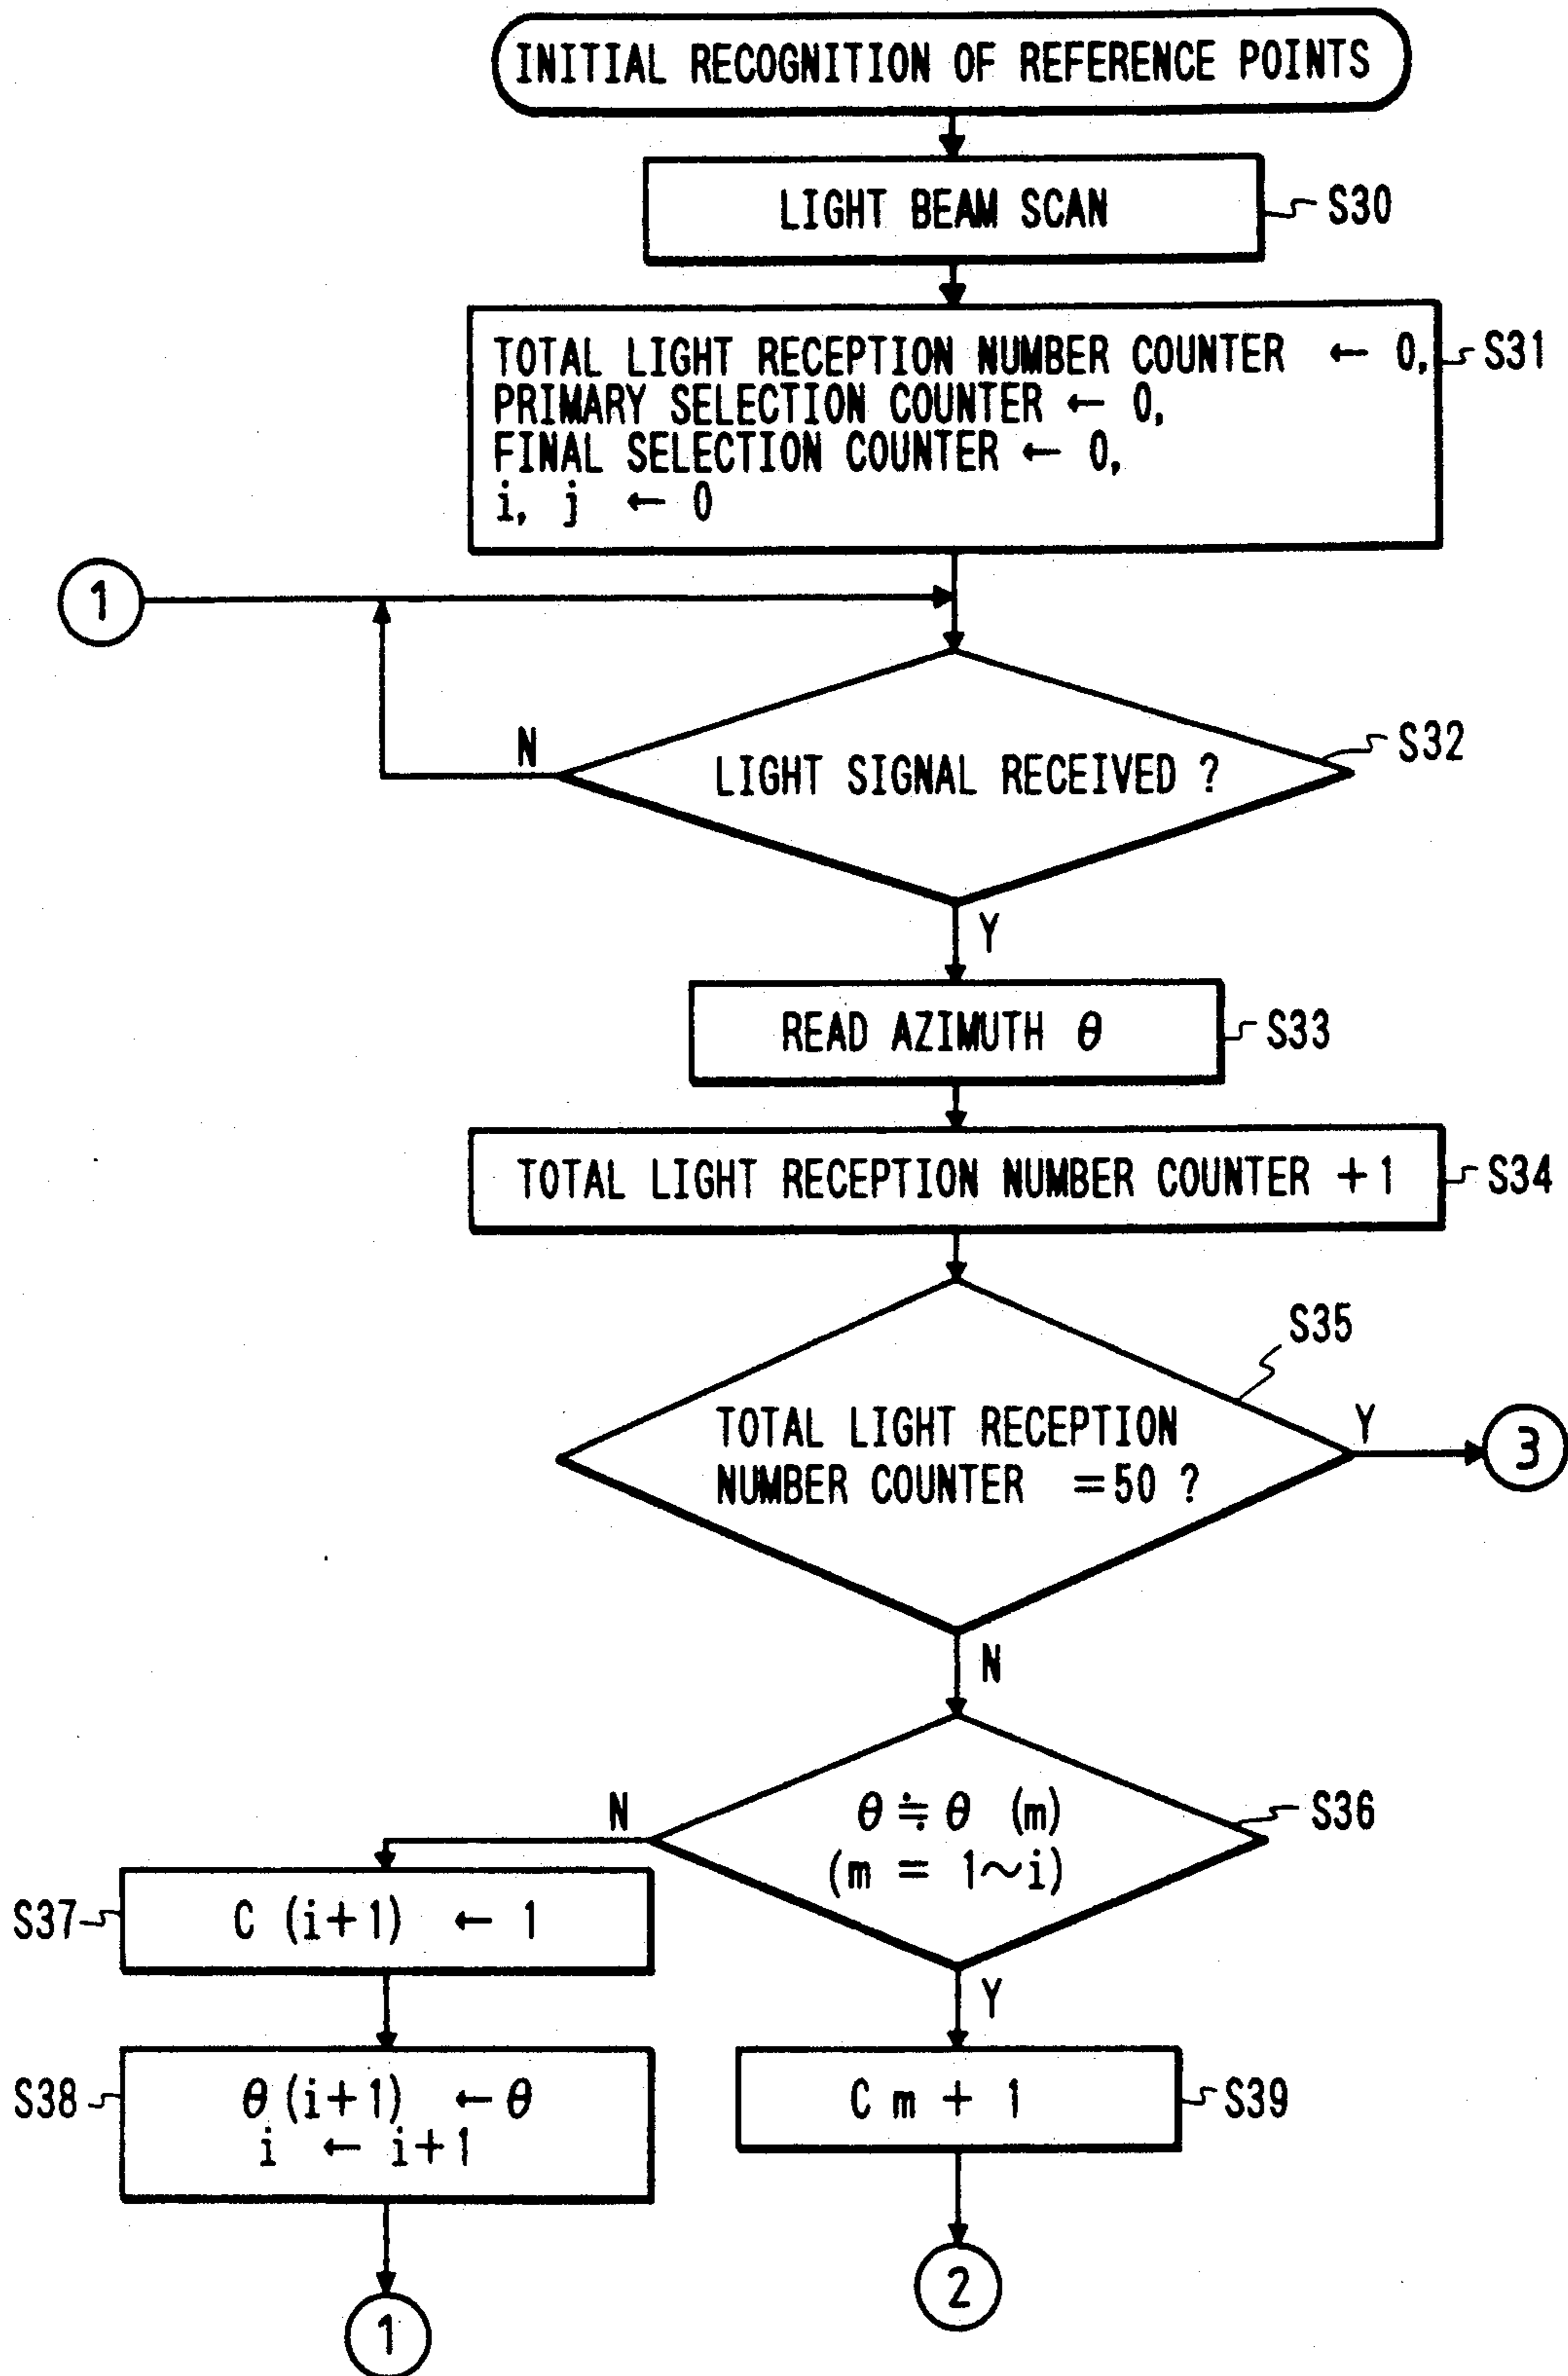 INITIAL RECOGNITION OF REFERENCE POINTS
LIGHT BEAM SCAN
S30
TOTAL LIGHT RECEPTION NUMBER COUNTER ← 0,
PRIMARY SELECTION COUNTER ← 0,
FINAL SELECTION COUNTER ← 0,
i, j ← 0
S31
1
LIGHT SIGNAL RECEIVED ?
S32
N
Y
READ AZIMUTH θ
S33
TOTAL LIGHT RECEPTION NUMBER COUNTER +1
S34
S35
TOTAL LIGHT RECEPTION
NUMBER COUNTER =50 ?
Y
3
N
θ ≒ θ (m)
(m = 1~i)
S36
N
S37
C (i+1) ← 1
Y
S38
θ (i+1) ← θ
i ← i+1
C m + 1
S39
1
2